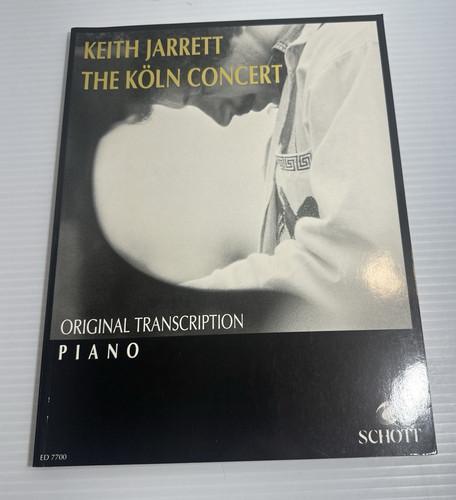 KEITH JARRETT
THE KÖLN CONCERT
ORIGINAL TRANSCRIPTION
PIANO
SCHOTT
ED 7700